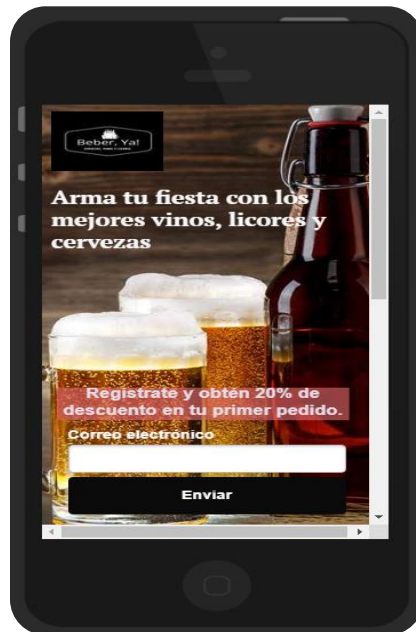 Beber, Ya!
Arma tu fiesta con los
mejores vinos, licores y
cervezas
Registrate y obtén 20% de
descuento en tu primer pedido.
Correo electrónico
Enviar